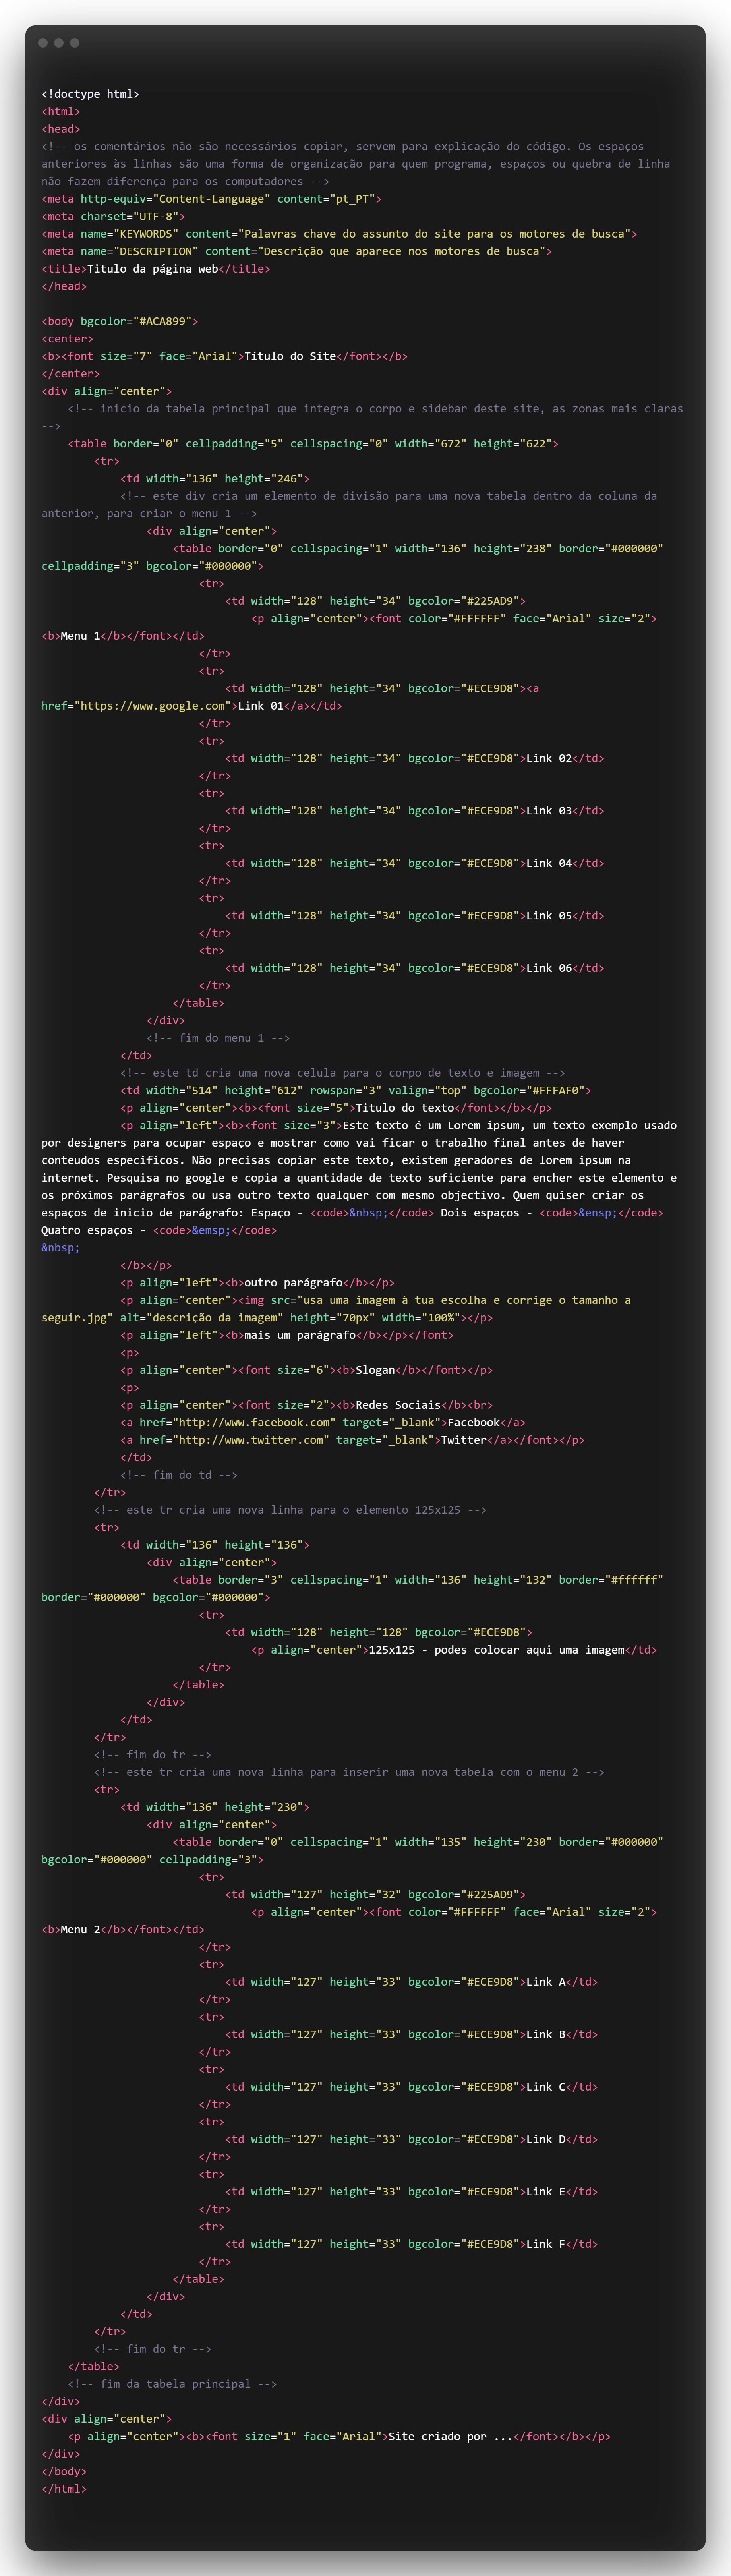 <!doctype html>
<html>
<head>
<!-- os comentários não são necessários copiar, servem para explicação do código. Os espaços
anteriores às linhas são uma forma de organização para quem programa, espaços ou quebra de linha
não fazem diferença para os computadores -->
<meta http-equiv="Content-Language" content="pt_PT">
<meta charset="UTF-8">
<meta name="KEYWORDS" content="Palavras chave do assunto do site para os motores de busca">
<meta name="DESCRIPTION" content="Descrição que aparece nos motores de busca">
<title>Titulo da página web</title>
</head>

<body bgcolor="#ACA899">
<center>
<b><font size="7" face="Arial">Título do Site</font></b>
</center>
<div align="center">
    <!-- inicio da tabela principal que integra o corpo e sidebar deste site, as zonas mais claras
-->
    <table border="0" cellpadding="5" cellspacing="0" width="672" height="622">
        <tr>
            <td width="136" height="246">
            <!-- este div cria um elemento de divisão para uma nova tabela dentro da coluna da
anterior, para criar o menu 1 -->
                <div align="center">
                    <table border="0" cellspacing="1" width="136" height="238" border="#000000"
cellpadding="3" bgcolor="#000000">
                        <tr>
                            <td width="128" height="34" bgcolor="#225AD9">
                                <p align="center"><font color="#FFFFFF" face="Arial" size="2">
<b>Menu 1</b></font></td>
                        </tr>
                        <tr>
                            <td width="128" height="34" bgcolor="#ECE9D8"><a
href="https://www.google.com">Link 01</a></td>
                        </tr>
                        <tr>
                            <td width="128" height="34" bgcolor="#ECE9D8">Link 02</td>
                        </tr>
                        <tr>
                            <td width="128" height="34" bgcolor="#ECE9D8">Link 03</td>
                        </tr>
                        <tr>
                            <td width="128" height="34" bgcolor="#ECE9D8">Link 04</td>
                        </tr>
                        <tr>
                            <td width="128" height="34" bgcolor="#ECE9D8">Link 05</td>
                        </tr>
                        <tr>
                            <td width="128" height="34" bgcolor="#ECE9D8">Link 06</td>
                        </tr>
                    </table>
                </div>
                <!-- fim do menu 1 -->
            </td>
            <!-- este td cria uma nova celula para o corpo de texto e imagem -->
            <td width="514" height="612" rowspan="3" valign="top" bgcolor="#FFFAF0">
            <p align="center"><b><font size="5">Titulo do texto</font></b></p>
            <p align="left"><b><font size="3">Este texto é um Lorem ipsum, um texto exemplo usado
por designers para ocupar espaço e mostrar como vai ficar o trabalho final antes de haver
conteudos especificos. Não precisas copiar este texto, existem geradores de lorem ipsum na
internet. Pesquisa no google e copia a quantidade de texto suficiente para encher este elemento e
os próximos parágrafos ou usa outro texto qualquer com mesmo objectivo. Quem quiser criar os
espaços de inicio de parágrafo: Espaço - <code>&nbsp;</code> Dois espaços - <code>&ensp;</code>
Quatro espaços - <code>&emsp;</code>
&nbsp;
            </b></p>
            <p align="left"><b>outro parágrafo</b></p>
            <p align="center"><img src="usa uma imagem à tua escolha e corrige o tamanho a
seguir.jpg" alt="descrição da imagem" height="70px" width="100%"></p>
            <p align="left"><b>mais um parágrafo</b></p></font>
            <p>
            <p align="center"><font size="6"><b>Slogan</b></font></p>
            <p>
            <p align="center"><font size="2"><b>Redes Sociais</b><br>
            <a href="http://www.facebook.com" target="_blank">Facebook</a>
            <a href="http://www.twitter.com" target="_blank">Twitter</a></font></p>
            </td>
            <!-- fim do td -->
        </tr>
        <!-- este tr cria uma nova linha para o elemento 125x125 -->
        <tr>
            <td width="136" height="136">
                <div align="center">
                    <table border="3" cellspacing="1" width="136" height="132" border="#ffffff"
border="#000000" bgcolor="#000000">
                        <tr>
                            <td width="128" height="128" bgcolor="#ECE9D8">
                                <p align="center">125x125 - podes colocar aqui uma imagem</td>
                        </tr>
                    </table>
                </div>
            </td>
        </tr>
        <!-- fim do tr -->
        <!-- este tr cria uma nova linha para inserir uma nova tabela com o menu 2 -->
        <tr>
            <td width="136" height="230">
                <div align="center">
                    <table border="0" cellspacing="1" width="135" height="230" border="#000000"
bgcolor="#000000" cellpadding="3">
                        <tr>
                            <td width="127" height="32" bgcolor="#225AD9">
                                <p align="center"><font color="#FFFFFF" face="Arial" size="2">
<b>Menu 2</b></font></td>
                        </tr>
                        <tr>
                            <td width="127" height="33" bgcolor="#ECE9D8">Link A</td>
                        </tr>
                        <tr>
                            <td width="127" height="33" bgcolor="#ECE9D8">Link B</td>
                        </tr>
                        <tr>
                            <td width="127" height="33" bgcolor="#ECE9D8">Link C</td>
                        </tr>
                        <tr>
                            <td width="127" height="33" bgcolor="#ECE9D8">Link D</td>
                        </tr>
                        <tr>
                            <td width="127" height="33" bgcolor="#ECE9D8">Link E</td>
                        </tr>
                        <tr>
                            <td width="127" height="33" bgcolor="#ECE9D8">Link F</td>
                        </tr>
                    </table>
                </div>
            </td>
        </tr>
        <!-- fim do tr -->
    </table>
    <!-- fim da tabela principal -->
</div>
<div align="center">
    <p align="center"><b><font size="1" face="Arial">Site criado por ...</font></b></p>
</div>
</body>
</html>